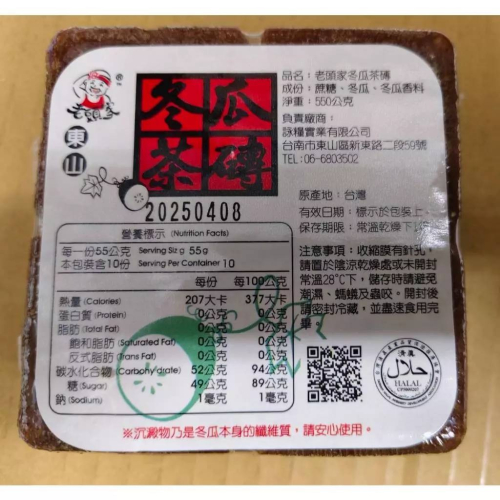 老頭家
®
東山
冬瓜
茶磚
20250408
品名：老頭家冬瓜茶磚
成份：蔗糖、冬瓜、冬瓜香料
淨重：550公克
負責廠商：
詠糧實業有限公司
台南市東山區新東路二段59號
TEL:06-6803502
原產地：台灣
有效日期：標示於包裝上
保存期限：常溫乾燥下1
注意事項：收縮膜有針孔，
請置於陰涼乾燥處或未開封
常溫28°C下，儲存時請避免
潮濕、螞蟻及蟲咬。開封後
請密封冷藏，並盡速食用完
畢
營養標示 (Nutrition Facts)
每一份55公克 Serving Siz g 55g
本包裝含10份 Serving Per Container 10
每份 每100公克
熱量 (Calories) 207大卡 377大卡
蛋白質 (Protein) 0公克 0公克
脂肪 (Total Fat) 0公克 0公克
飽和脂肪 (Saturated Fat) 0公克 0公克
反式脂肪 (Trans Fat) 0公克 0公克
碳水化合物 (Carbohydrate) 52公克 94公克
糖 (Sugar) 49公克 89公克
鈉 (Sodium) 1毫克 1毫克
清真
حلال
HALAL
※沉澱物乃是冬瓜本身的纖維質，請安心使用。